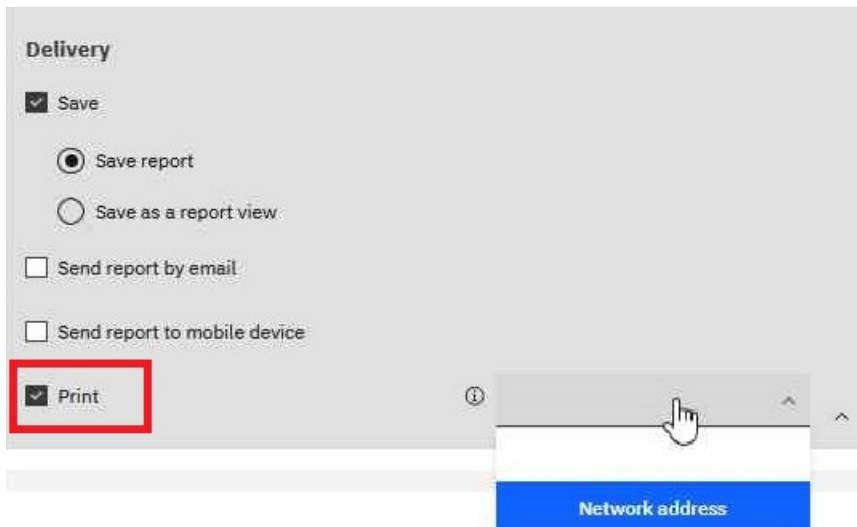 Delivery
Save
Save report
Save as a report view
Send report by email
Send report to mobile device
Print
Network address